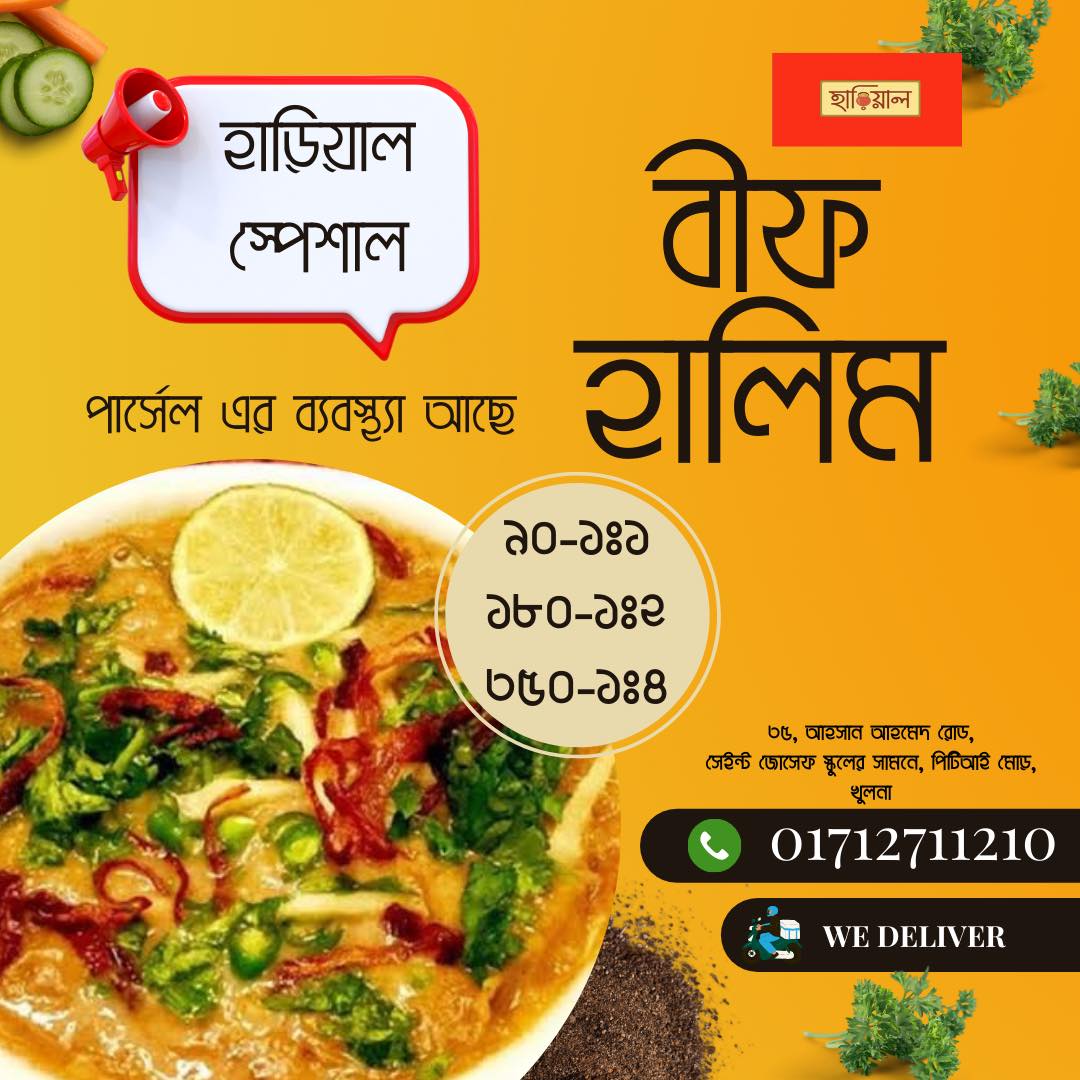 হাড়িয়াল
হাড়িয়াল
স্পেশাল
বীফ
হালিম
পার্সেল এর ব্যবস্থ্যা আছে
৯০-১ঃ১
১৮০-১ঃ২
৩৫০-১ঃ৪
৩৫, আহসান আহমেদ রোড,
সেইন্ট জোসেফ স্কুলের সামনে, পিটিআই মোড়,
খুলনা
01712711210
WE DELIVER